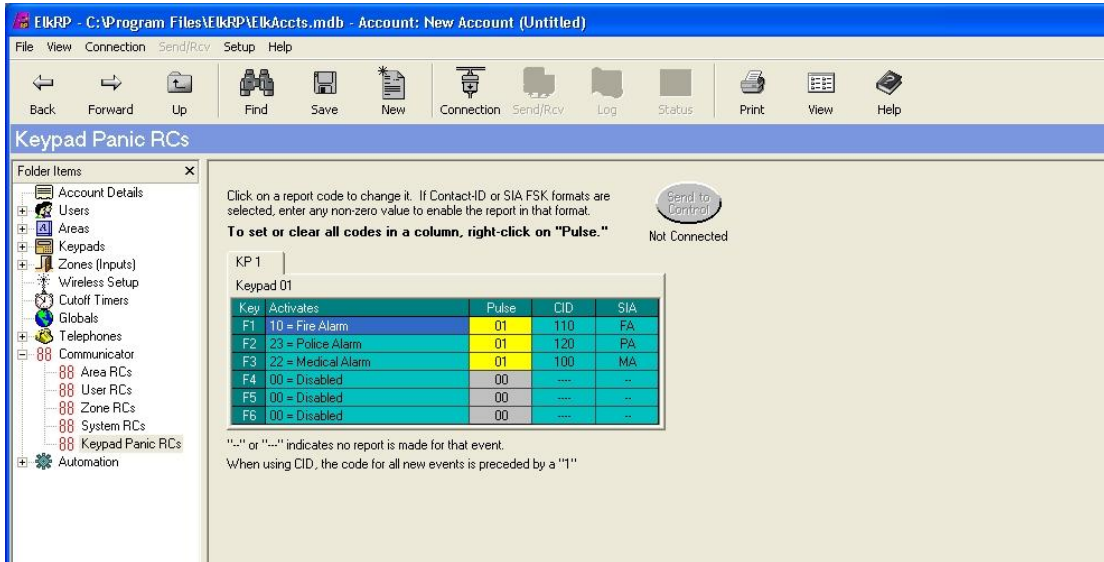 ElkRP - C:\Program Files\ElkRP\ElkAccts.mdb - Account: New Account (Untitled)
File View Connection Send/Rcv Setup Help
Back Forward Up Find Save New Connection Send/Rcv Log Status Print View Help
Keypad Panic RCs
Folder Items
Account Details
Users
Areas
Keypads
Zones (Inputs)
Wireless Setup
Cutoff Timers
Globals
Telephones
88 Communicator
88 Area RCs
88 User RCs
88 Zone RCs
88 System RCs
88 Keypad Panic RCs
Automation
Click on a report code to change it. If Contact-ID or SIA FSK formats are
selected, enter any non-zero value to enable the report in that format.
To set or clear all codes in a column, right-click on "Pulse."
Send to
Control
Not Connected
KP 1
Keypad 01
Key Activates Pulse CID SIA
F1 10 = Fire Alarm 01 110 FA
F2 23 = Police Alarm 01 120 PA
F3 22 = Medical Alarm 01 100 MA
F4 00 = Disabled 00 ---- --
F5 00 = Disabled 00 ---- --
F6 00 = Disabled 00 ---- --
"--" or "---" indicates no report is made for that event.
When using CID, the code for all new events is preceded by a "1"